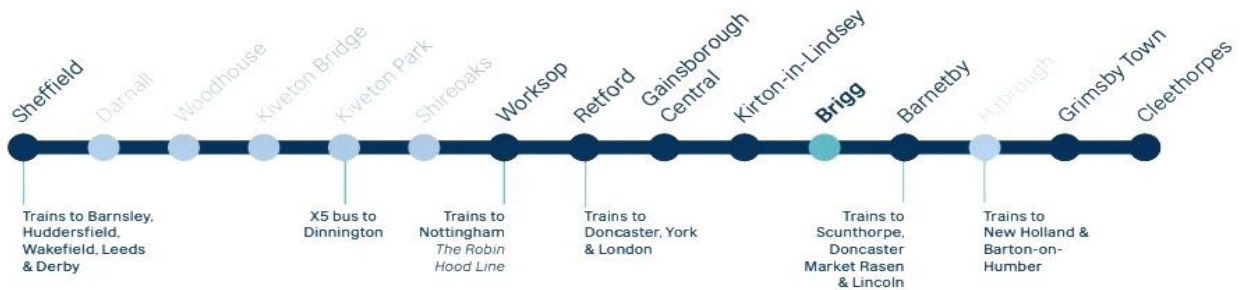 Sheffield
Darnall
Woodhouse
Kiveton Bridge
Kiveton Park
Shireoaks
Worksop
Retford
Gainsborough
Central
Kirton-in-Lindsey
Brigg
Barnetby
Habrough
Grimsby Town
Cleethorpes
Trains to Barnsley,
Huddersfield,
Wakefield, Leeds
& Derby
X5 bus to
Dinnington
Trains to
Nottingham
The Robin
Hood Line
Trains to
Doncaster, York
& London
Trains to
Scunthorpe,
Doncaster
Market Rasen
& Lincoln
Trains to
New Holland &
Barton-on-
Humber